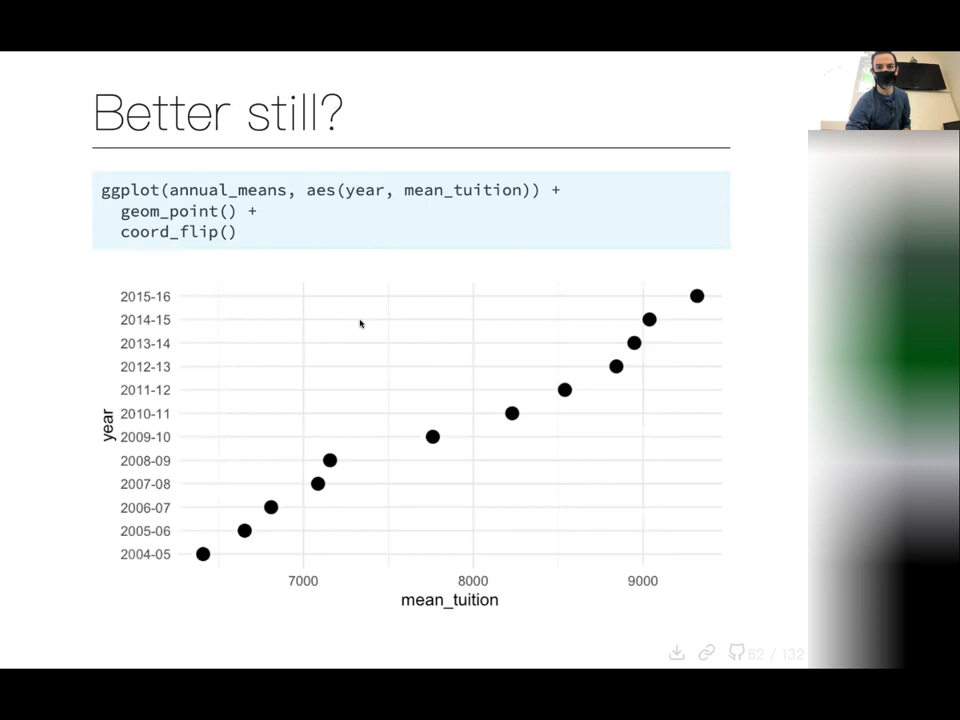 Better still?
ggplot(annual_means, aes(year, mean_tuition)) +
  geom_point() +
  coord_flip()
2015-16
2014-15
2013-14
2012-13
2011-12
2010-11
2009-10
2008-09
2007-08
2006-07
2005-06
2004-05
year
7000 8000 9000
mean_tuition
62 / 132